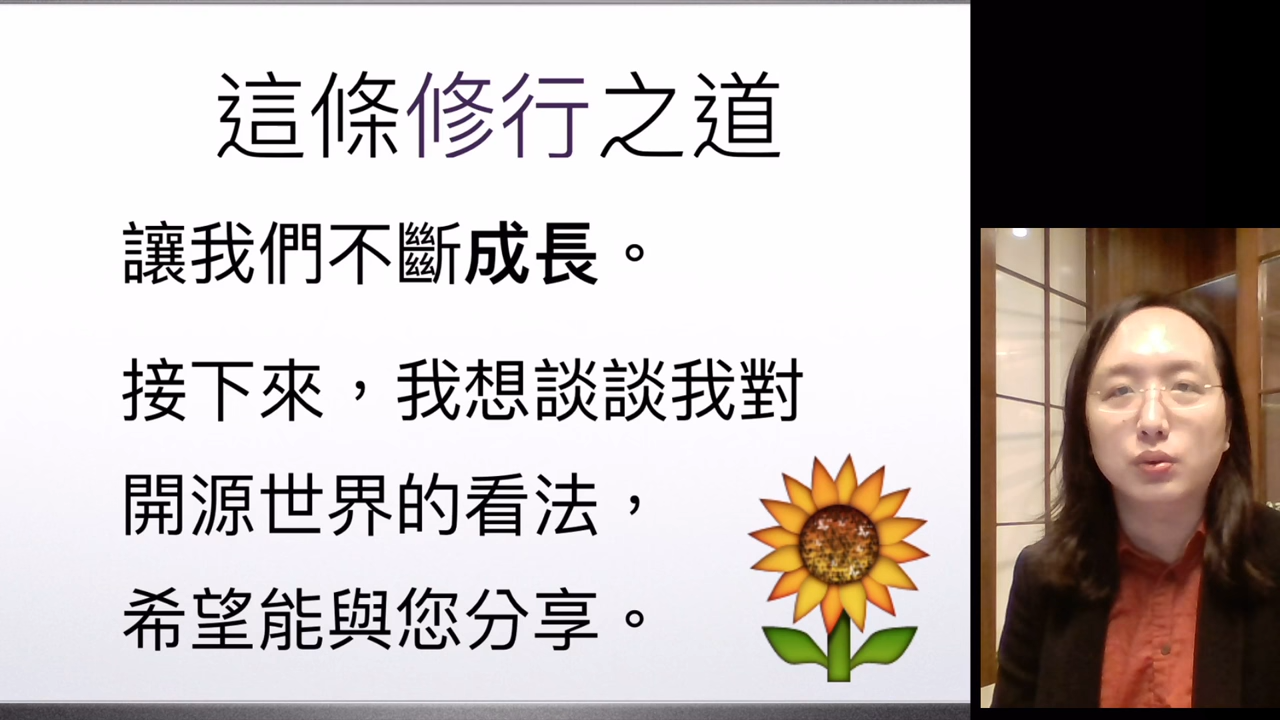 這條修行之道
讓我們不斷成長。
接下來，我想談談我對
開源世界的看法，
希望能與您分享。